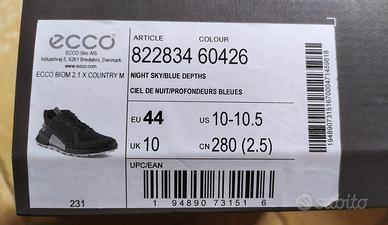 ecco
ECCO Sko A/S
Industrivej 5, 6261 Bredebro, Denmark
www.ecco.com
ECCO BIOM 2.1 X COUNTRY M
231
ARTICLE COLOUR
822834 60426
NIGHT SKY/BLUE DEPTHS
CIEL DE NUIT/PROFONDEURS BLEUES
EU 44 US 10-10.5
UK 10 CN 280 (2.5)
UPC/EAN
1 94890 73151 6
subito